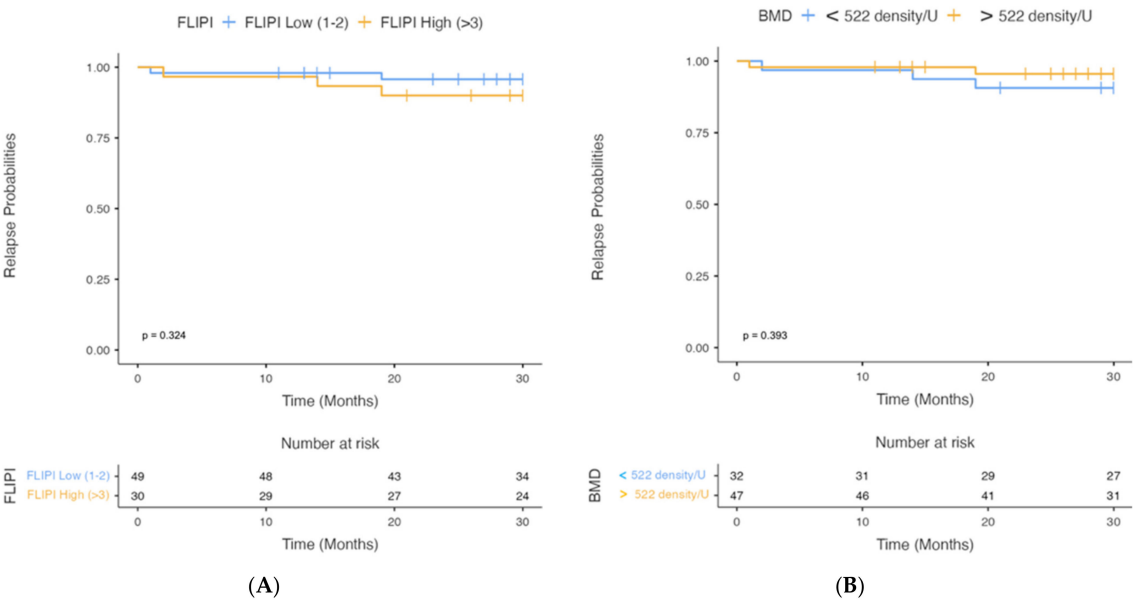 FLIPI FLIPI Low (1-2) FLIPI High (>3)
Relapse Probabilities
1.00
0.75
0.50
0.25
0.00
p = 0.324
0 10 20 30
Time (Months)
Number at risk
FLIPI
FLIPI Low (1-2) 49 48 43 34
FLIPI High (>3) 30 29 27 24
0 10 20 30
Time (Months)
(A)
BMD < 522 density/U > 522 density/U
Relapse Probabilities
1.00
0.75
0.50
0.25
0.00
p = 0.393
0 10 20 30
Time (Months)
Number at risk
BMD
< 522 density/U 32 31 29 27
> 522 density/U 47 46 41 31
0 10 20 30
Time (Months)
(B)